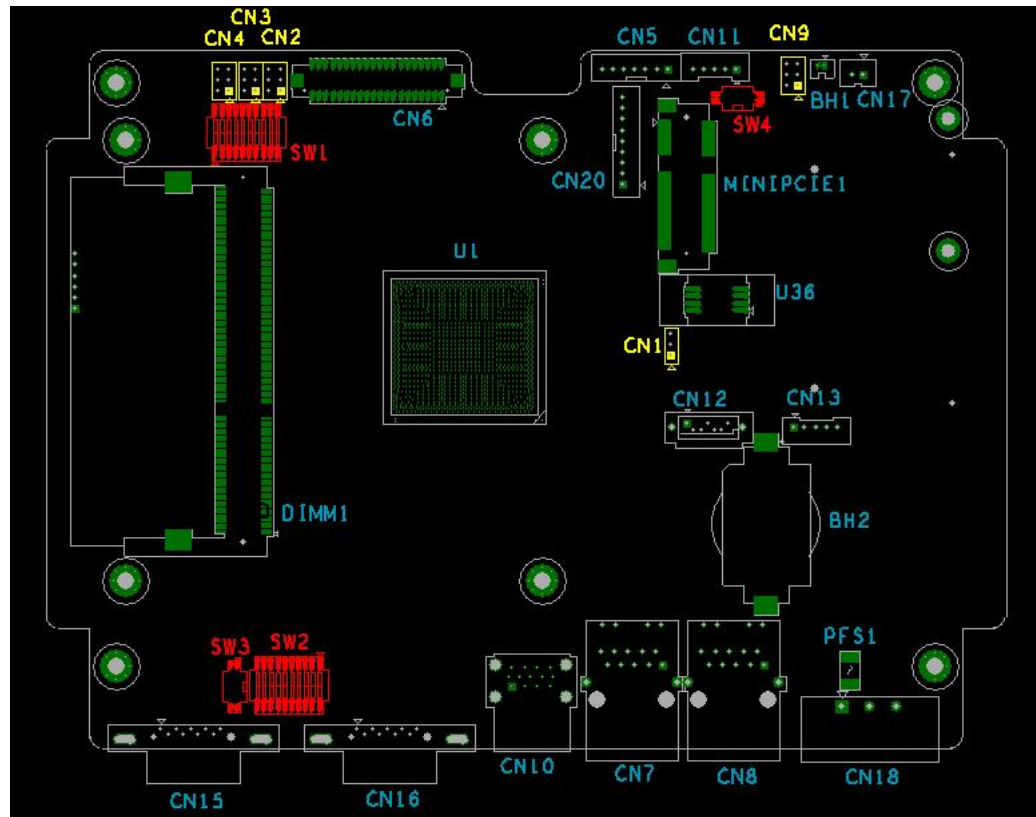 CN3
CN4 CN2
CN5 CN11 CN9
BH1 CN17
CN6
SW4
SW1
CN20 MINIPCIE1
U1
U36
CN1
CN12 CN13
DIMM1 BH2
SW3 SW2 PFS1
CN10 CN7 CN8 CN18
CN15 CN16